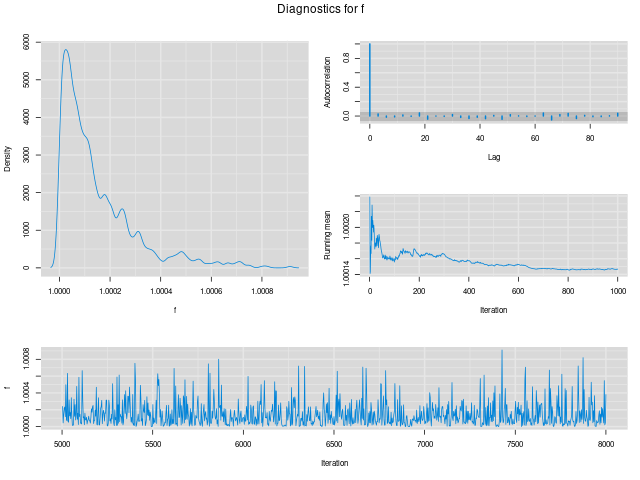 Diagnostics for f
Density
0 1000 2000 3000 4000 5000 6000
1.0000 1.0002 1.0004 1.0006 1.0008
f
Autocorrelation
0.0 0.4 0.8
0 20 40 60 80
Lag
Running mean
1.00014 1.00020
0 200 400 600 800 1000
Iteration
f
1.0000 1.0004 1.0008
5000 5500 6000 6500 7000 7500 8000
Iteration